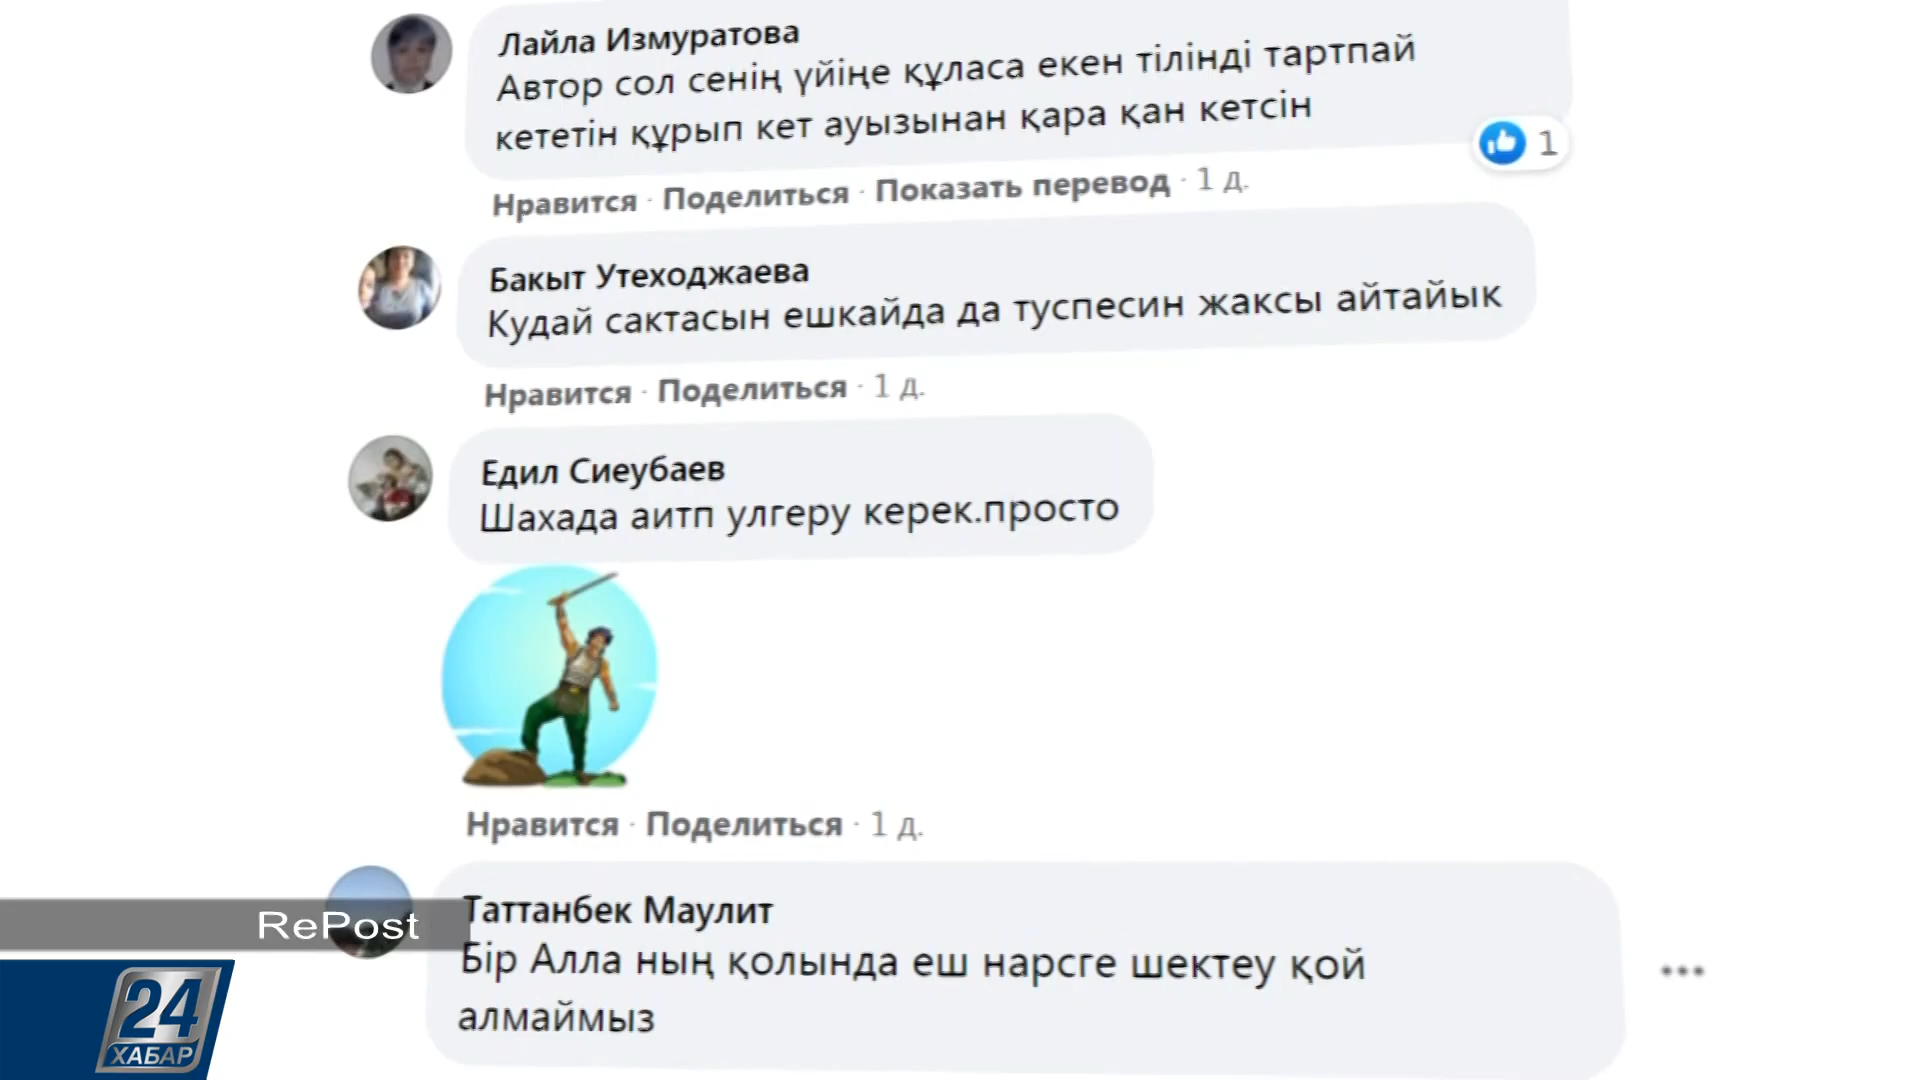 Лайла Измуратова
Автор сол сенің үйіңе құласа екен тілінді тартпай
кететін құрып кет ауызынан қара қан кетсін
1
Нравится · Поделиться · Показать перевод · 1 д.
Бакыт Утеходжаева
Кудай сактасын ешкайда да туспесин жаксы айтайык
Нравится · Поделиться · 1 д.
Едил Сиеубаев
Шахада аитп улгеру керек.просто
Нравится · Поделиться · 1 д.
Таттанбек Маулит
RePost
Бір Алла ның қолында еш нарсге шектеу қой
алмаймыз
24
ХАБАР